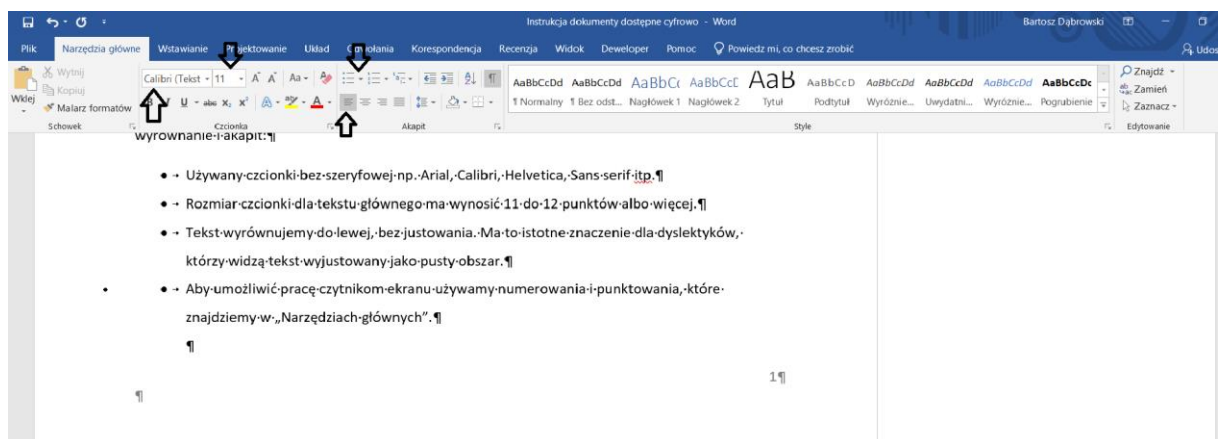 Instrukcja dokumenty dostępne cyfrowo - Word
Bartosz Dąbrowski
Plik Narzędzia główne Wstawianie Projektowanie Układ Odwołania Korespondencja Recenzja Widok Deweloper Pomoc Powiedz mi, co chcesz zrobić Udos
Wklej
Wytnij
Kopiuj
Malarz formatów
Schowek
Calibri (Tekst 11
Aa
U abc X₂ X² A A
Czcionka
Akapit
AaBbCcDd AaBbCcDd AaBbCc AaBbCcE AaB AaBbCcD AaBbCcDd AaBbCcDd AaBbCcDd AaBbCcDc
¶ Normalny ¶ Bez odst... Nagłówek 1 Nagłówek 2 Tytuł Podtytuł Wyróżnie... Uwydatni... Wyróżnie... Pogrubienie
Style
Znajdź
Zamień
Zaznacz
Edytowanie
wyrównanie·i·akapit:¶
● → Używany·czcionki·bez·szeryfowej·np.·Arial,·Calibri,·Helvetica,·Sans·serif·itp.¶
● → Rozmiar·czcionki·dla·tekstu·głównego·ma·wynosić·11·do·12·punktów·albo·więcej.¶
● → Tekst·wyrównujemy·do·lewej,·bez·justowania.·Ma·to·istotne·znaczenie·dla·dyslektyków,·
którzy·widzą·tekst·wyjustowany·jako·pusty·obszar.¶
● → Aby·umożliwić·pracę·czytnikom·ekranu·używamy·numerowania·i·punktowania,·które·
znajdziemy·w·„Narzędziach·głównych”.¶
¶
1¶
¶